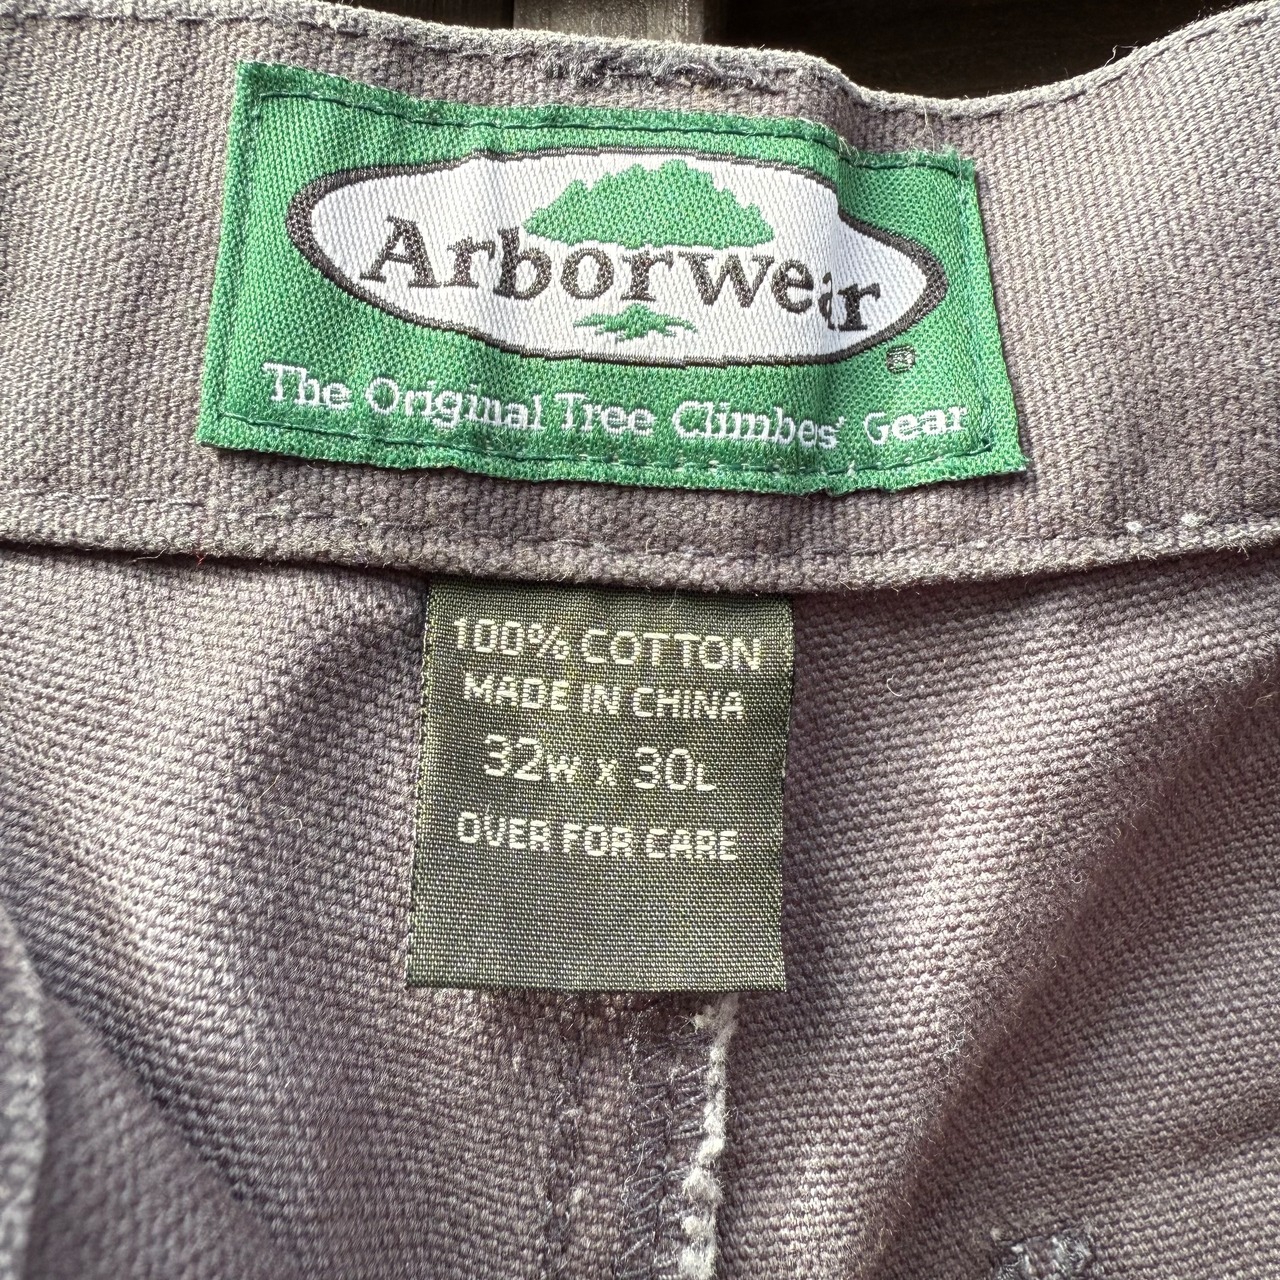 Arborwear
®
The Original Tree Climbes' Gear
100% COTTON
MADE IN CHINA
32W X 30L
OVER FOR CARE